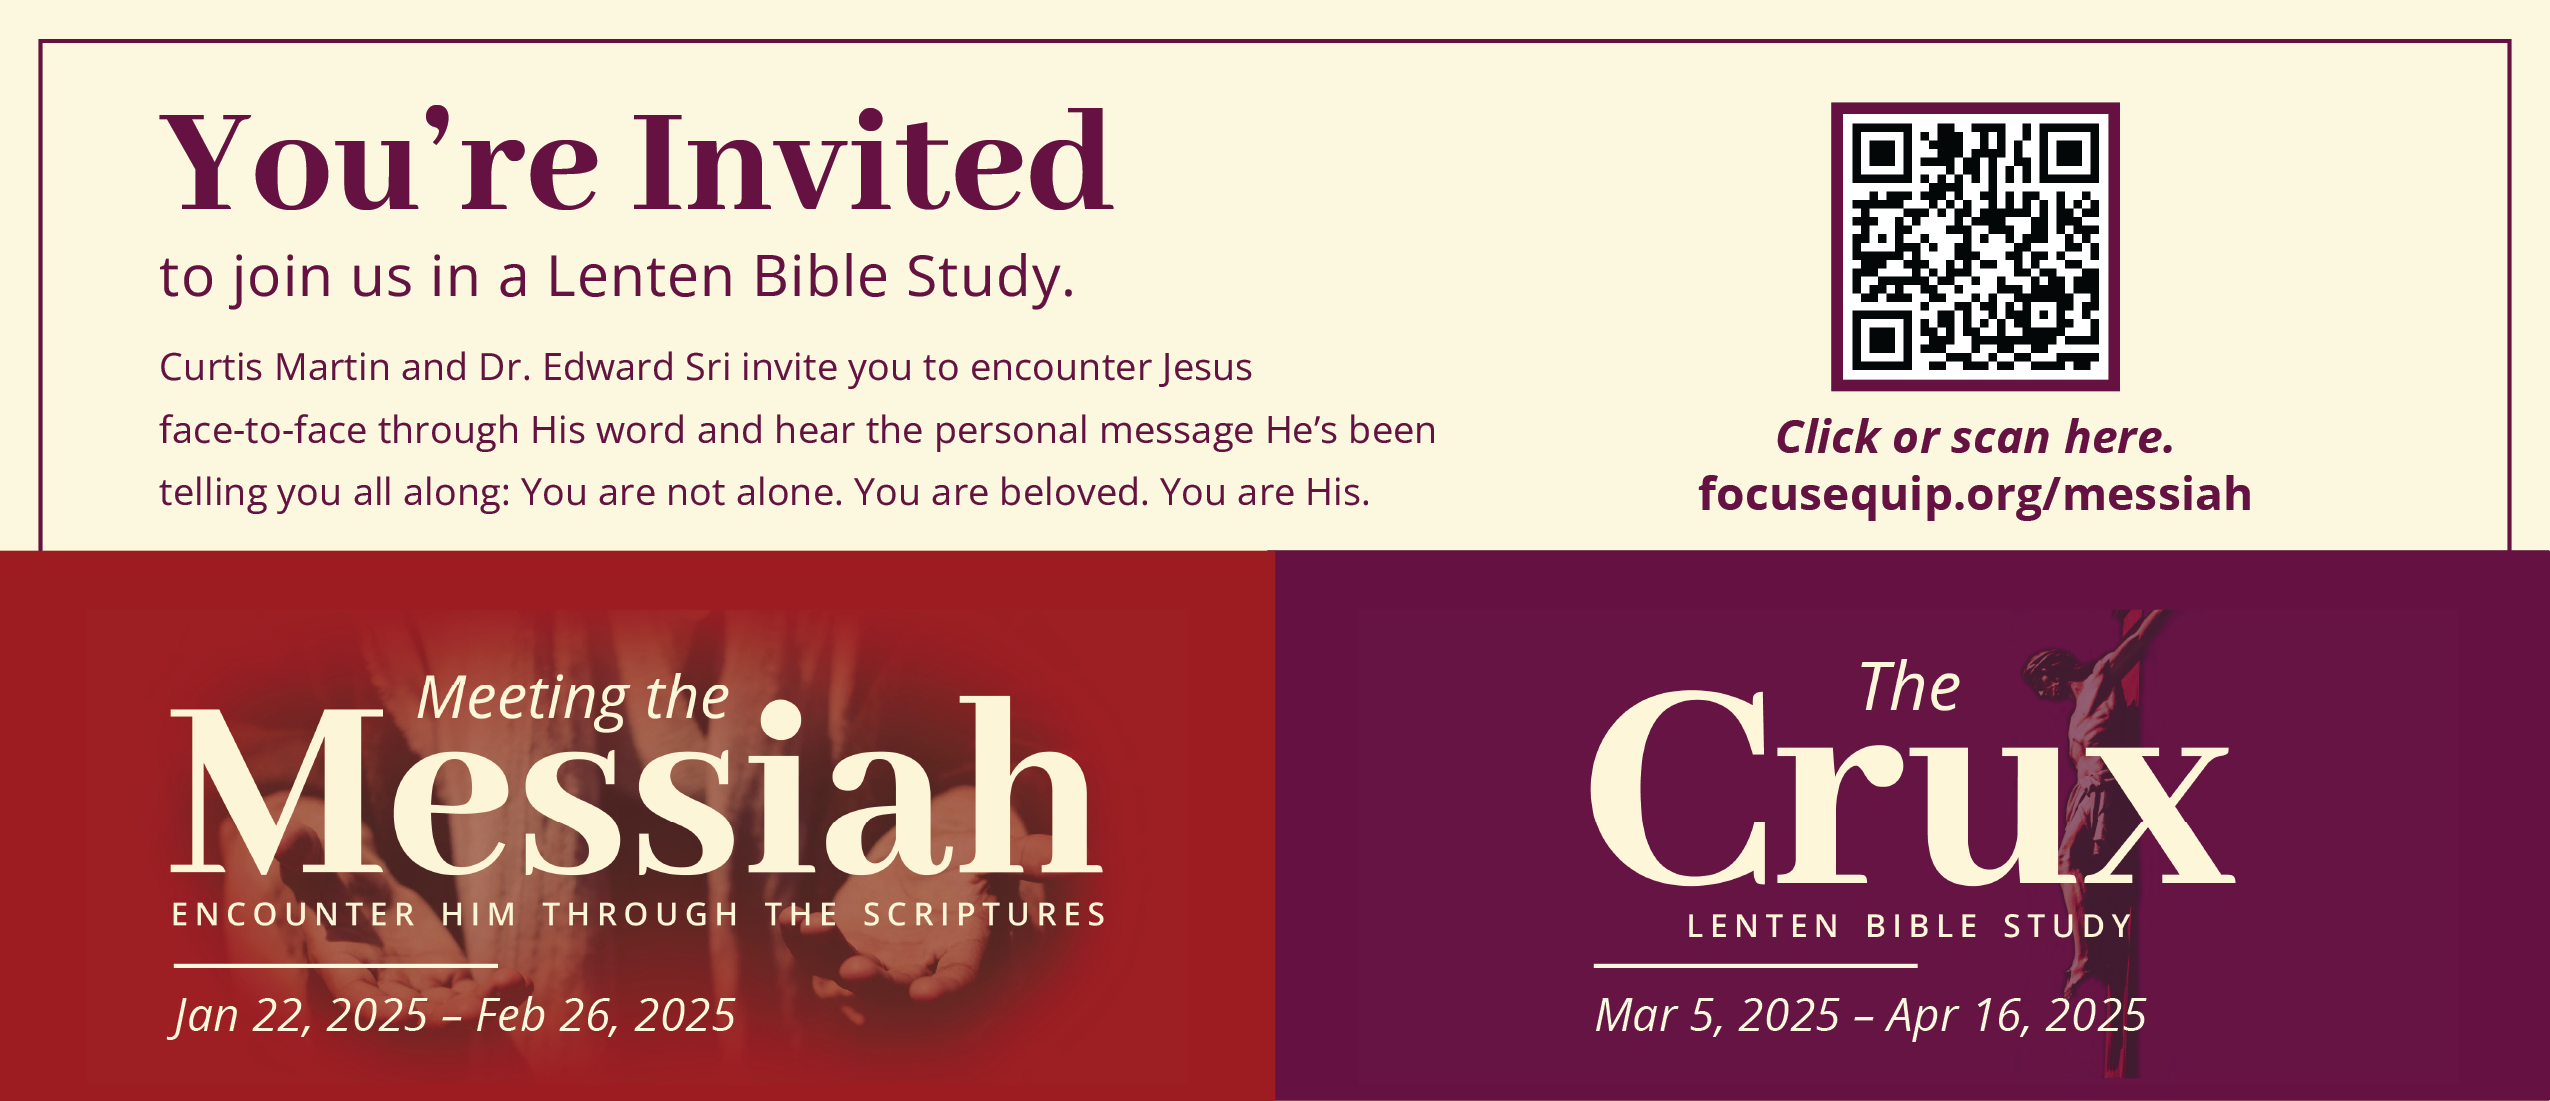 You’re Invited
to join us in a Lenten Bible Study.
Curtis Martin and Dr. Edward Sri invite you to encounter Jesus
face-to-face through His word and hear the personal message He’s been
telling you all along: You are not alone. You are beloved. You are His.
Click or scan here.
focusequip.org/messiah
Meeting the
Messiah
ENCOUNTER HIM THROUGH THE SCRIPTURES
Jan 22, 2025 – Feb 26, 2025
The
Crux
LENTEN BIBLE STUDY
Mar 5, 2025 – Apr 16, 2025